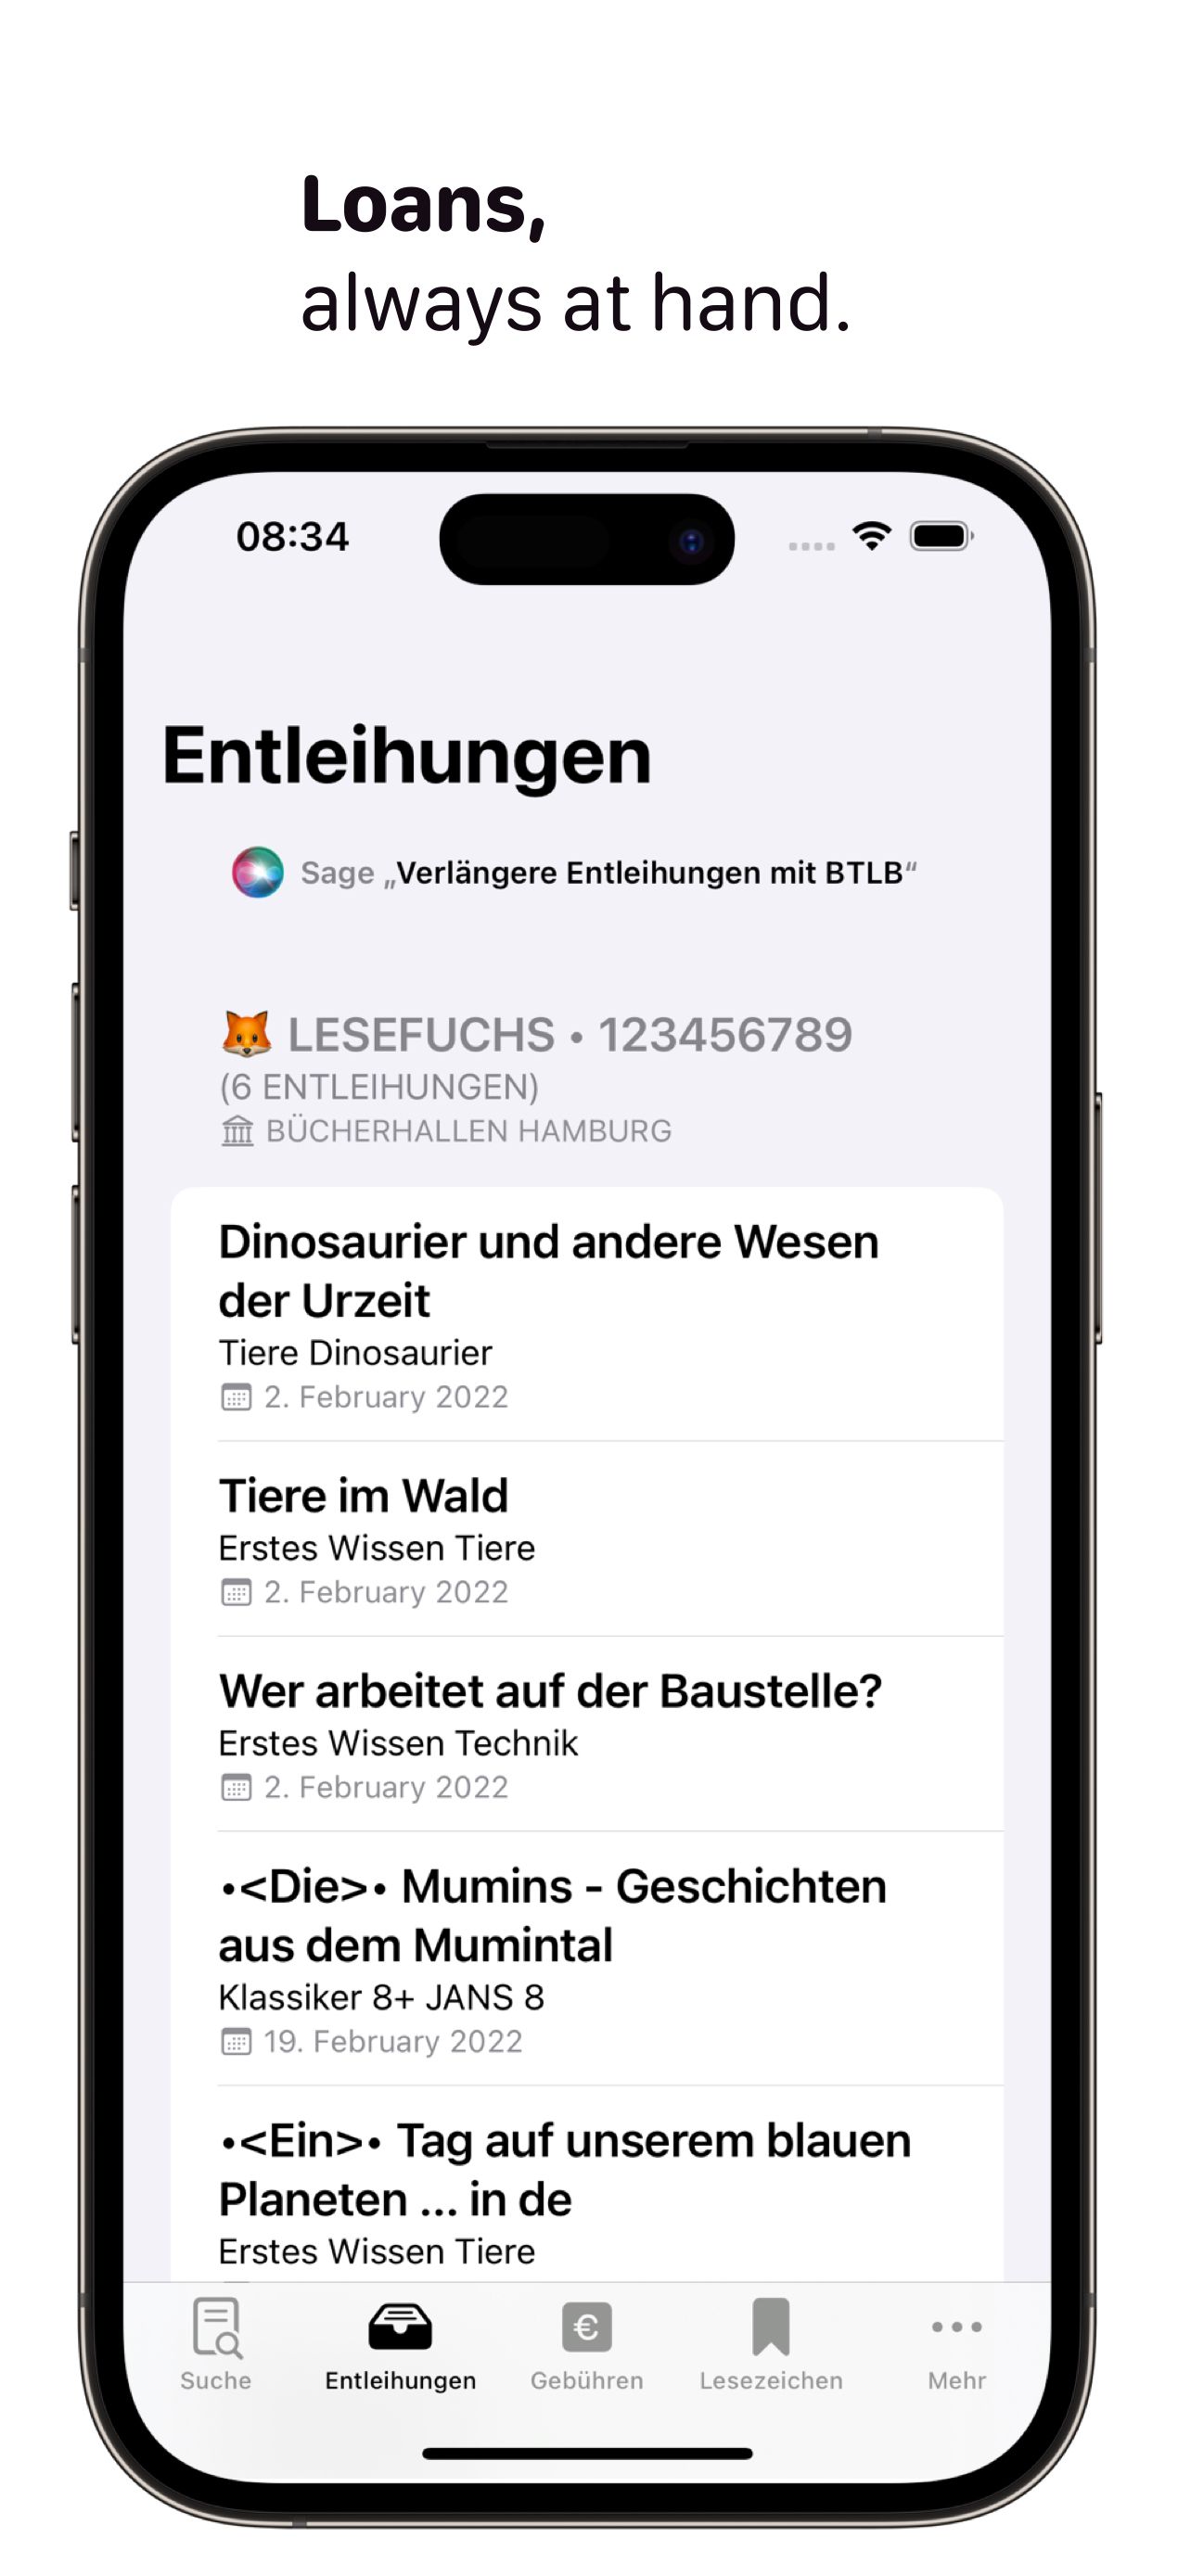 Loans,
always at hand.
08:34
Entleihungen
Sage „Verlängere Entleihungen mit BTLB“
LESEFUCHS • 123456789
(6 ENTLEIHUNGEN)
BÜCHERHALLEN HAMBURG
Dinosaurier und andere Wesen
der Urzeit
Tiere Dinosaurier
2. February 2022
Tiere im Wald
Erstes Wissen Tiere
2. February 2022
Wer arbeitet auf der Baustelle?
Erstes Wissen Technik
2. February 2022
•<Die>• Mumins - Geschichten
aus dem Mumintal
Klassiker 8+ JANS 8
19. February 2022
•<Ein>• Tag auf unserem blauen
Planeten ... in de
Erstes Wissen Tiere
€
Suche Entleihungen Gebühren Lesezeichen Mehr